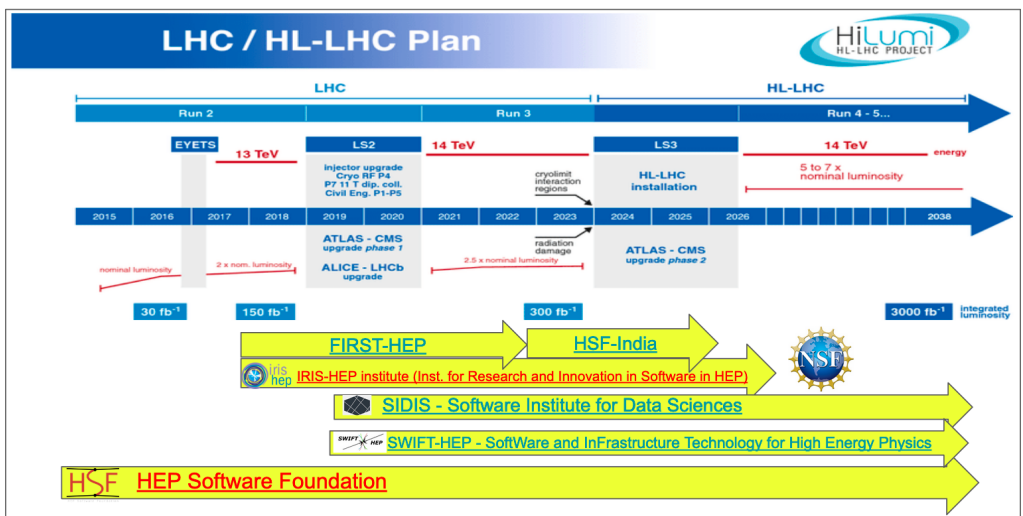 LHC / HL-LHC Plan
HiLumi
HL-LHC PROJECT
LHC
HL-LHC
Run 2
Run 3
Run 4 - 5...
EYETS
LS2
LS3
13 TeV
14 TeV
14 TeV
energy
injector upgrade
Cryo RF P4
P7 11 T dip. coll.
Civil Eng. P1-P5
cryolimit
interaction
regions
HL-LHC
installation
5 to 7 x
nominal luminosity
2015 2016 2017 2018 2019 2020 2021 2022 2023 2024 2025 2026 2038
ATLAS - CMS
upgrade phase 1
ALICE - LHCb
upgrade
radiation
damage
ATLAS - CMS
upgrade phase 2
nominal luminosity
2 x nom. luminosity
2.5 x nominal luminosity
30 fb-1
150 fb-1
300 fb-1
3000 fb-1
integrated
luminosity
FIRST-HEP
HSF-India
NSF
iris
hep
IRIS-HEP institute (Inst. for Research and Innovation in Software in HEP)
SIDIS - Software Institute for Data Sciences
SWIFT HEP
SWIFT-HEP - SoftWare and InFrastructure Technology for High Energy Physics
HSF
HEP Software Foundation